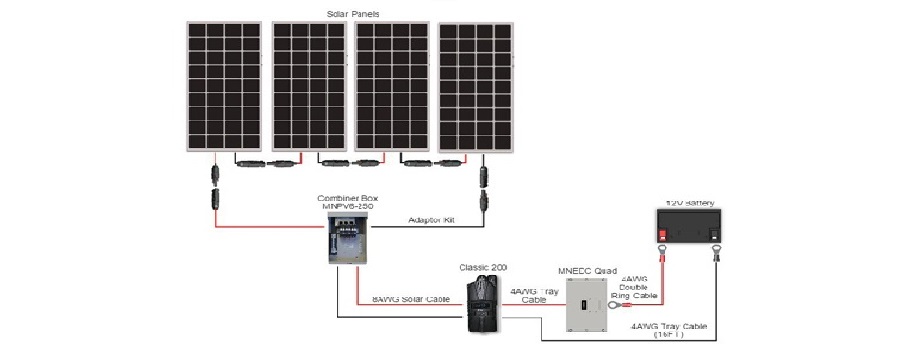 Solar Panels
Combiner Box
MNPV6-250
Adaptor Kit
12V Battery
Classic 200
MNEDC Quad
8AWG Solar Cable
4AWG Tray
Cable
4AWG
Double
Ring Cable
4AWG Tray Cable
(16FT)